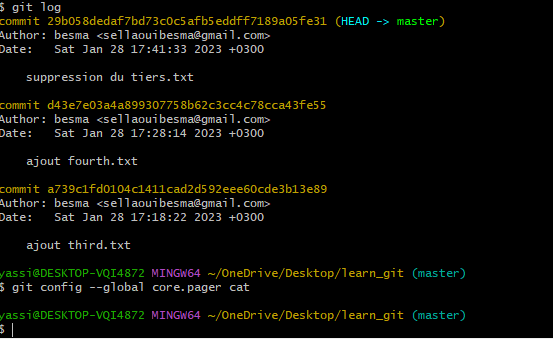 $ git log
commit 29b058dedaf7bd73c0c5afb5eddff7189a05fe31 (HEAD -> master)
Author: besma <sellaouibesma@gmail.com>
Date:   Sat Jan 28 17:41:33 2023 +0300
suppression du tiers.txt
commit d43e7e03a4a899307758b62c3cc4c78cca43fe55
Author: besma <sellaouibesma@gmail.com>
Date:   Sat Jan 28 17:28:14 2023 +0300
ajout fourth.txt
commit a739c1fd0104c1411cad2d592eee60cde3b13e89
Author: besma <sellaouibesma@gmail.com>
Date:   Sat Jan 28 17:18:22 2023 +0300
ajout third.txt
yassi@DESKTOP-VQI4872 MINGW64 ~/OneDrive/Desktop/learn_git (master)
$ git config --global core.pager cat
yassi@DESKTOP-VQI4872 MINGW64 ~/OneDrive/Desktop/learn_git (master)
$